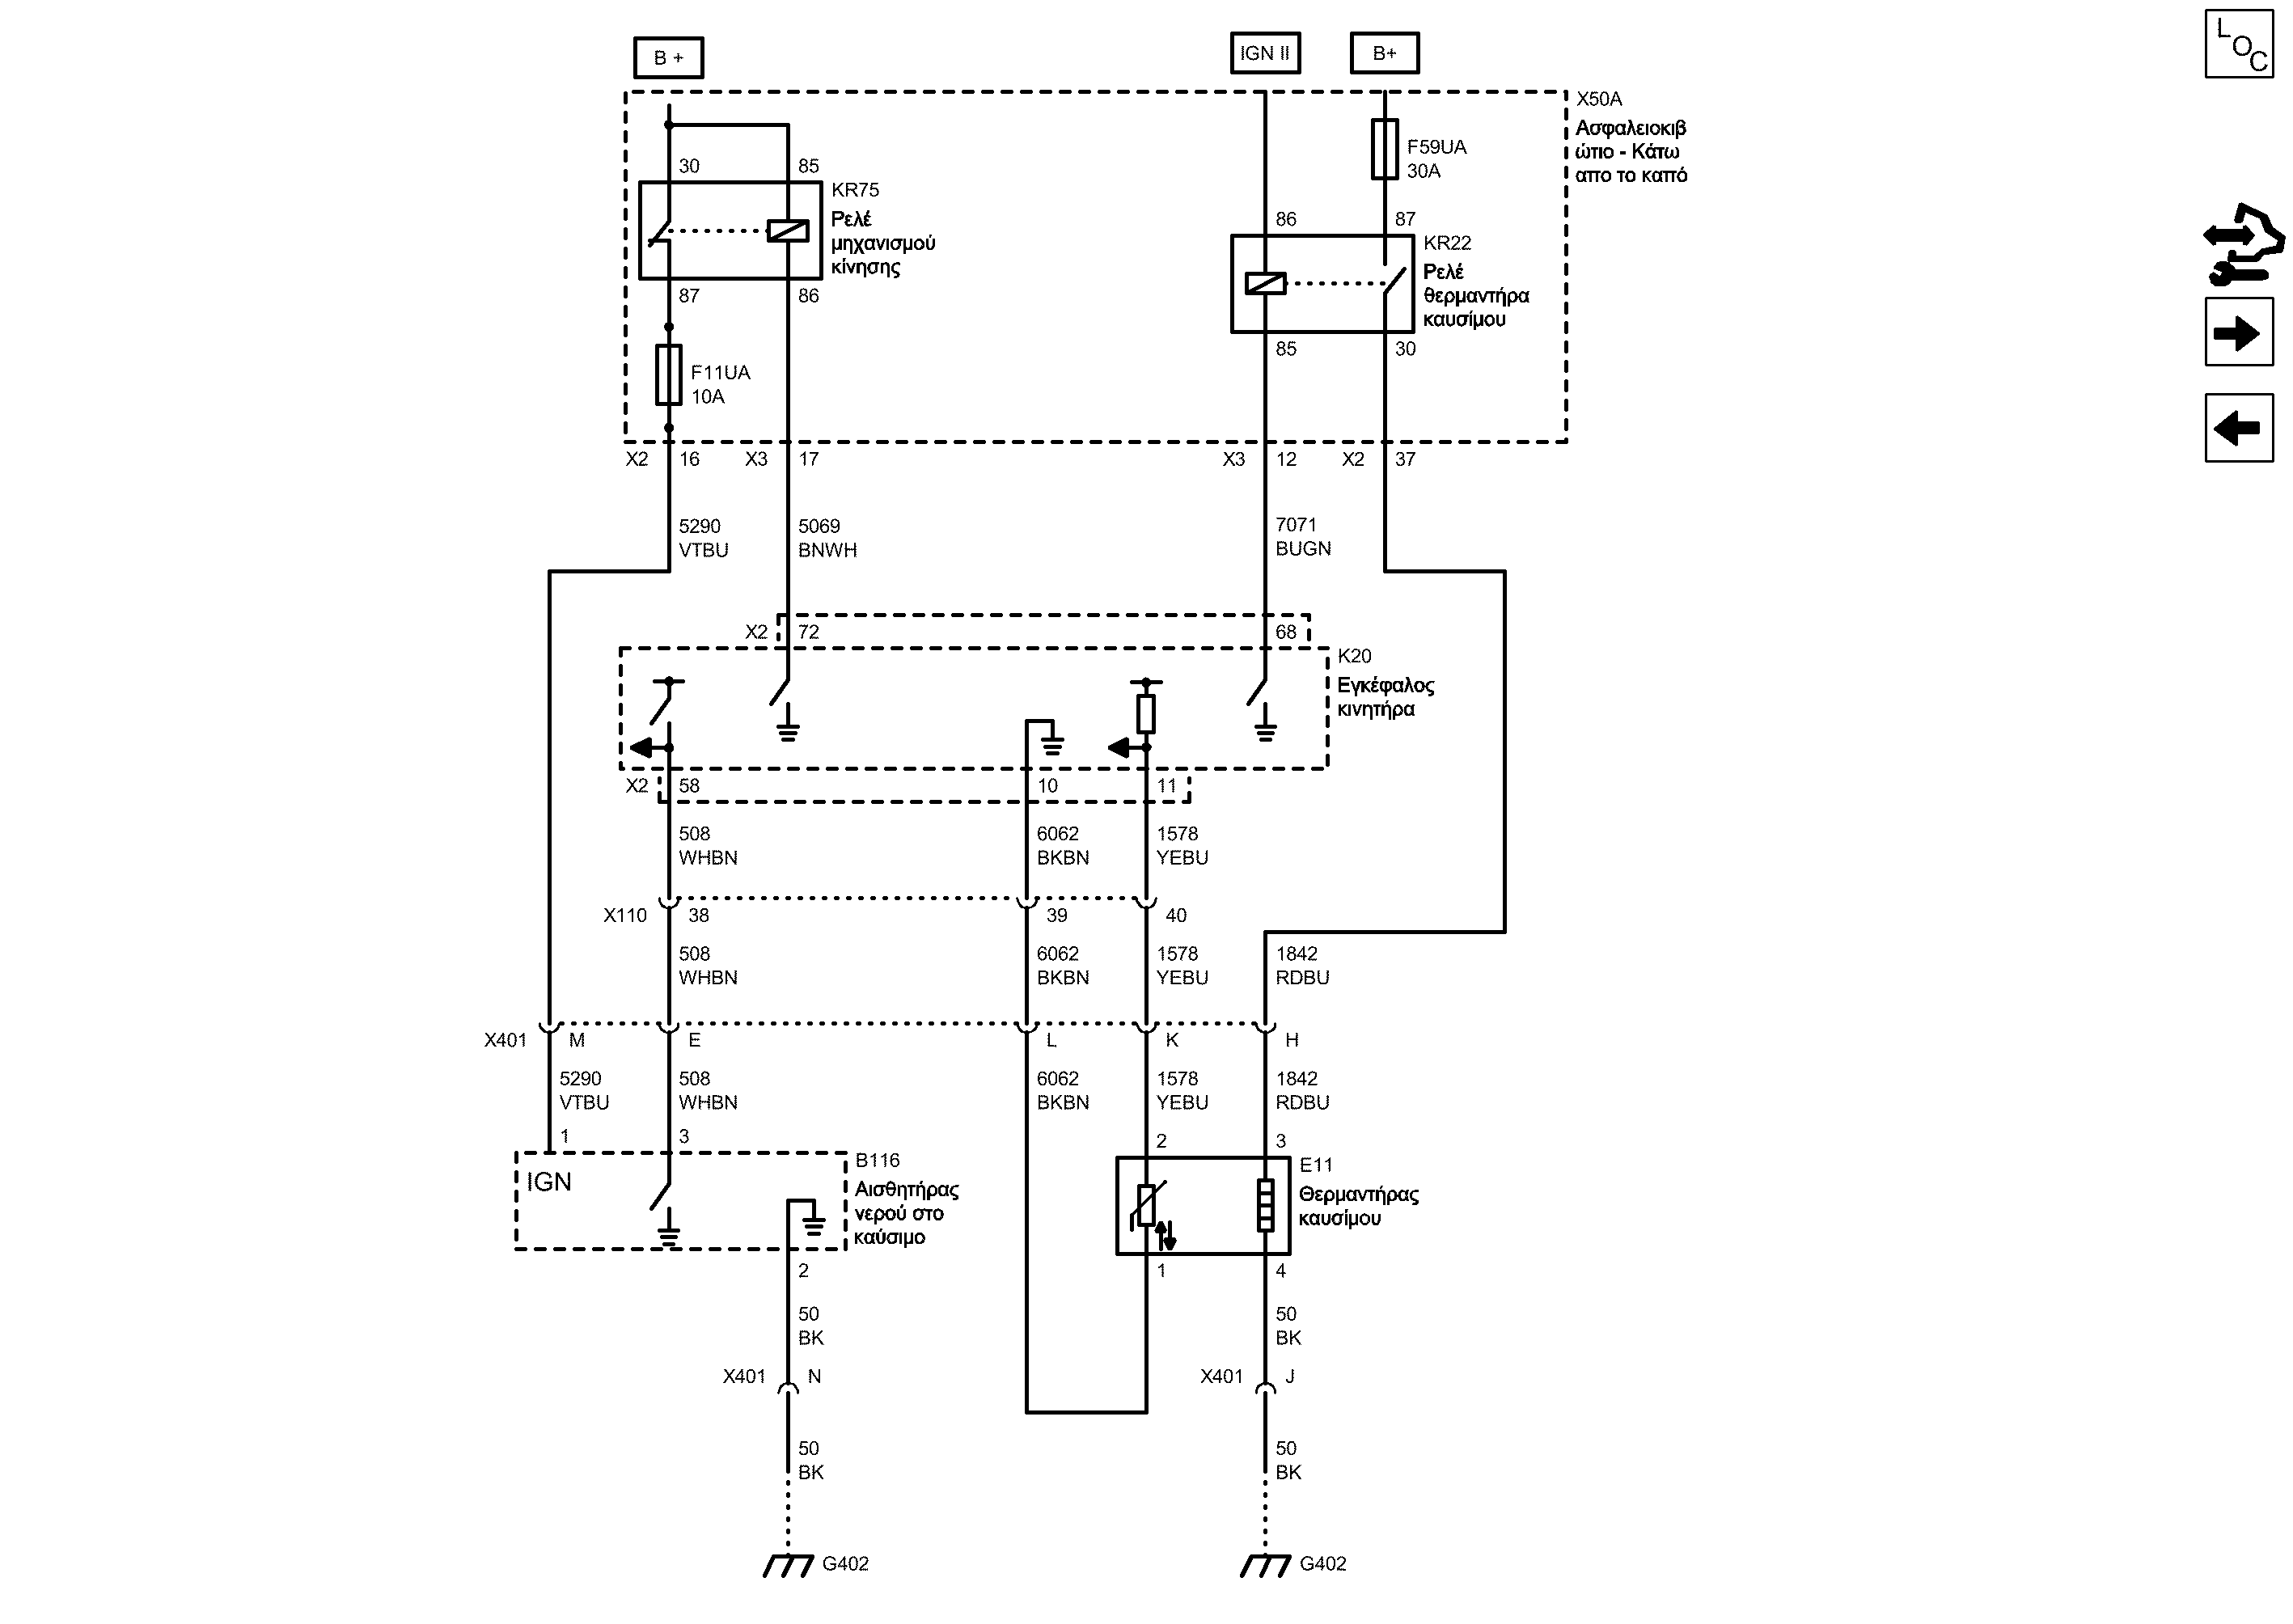 B +
IGN II
B+
L
O
C
X50A
Ασφαλειοκιβ
ώτιο - Κάτω
απο το καπό
F59UA
30A
30
85
KR75
Ρελέ
μηχανισμού
κίνησης
86
87
KR22
Ρελέ
θερμαντήρα
καυσίμου
87
86
85
30
F11UA
10A
X2
16
X3
17
X3
12
X2
37
5290
VTBU
5069
BNWH
7071
BUGN
X2
72
68
K20
Εγκέφαλος
κινητήρα
X2
58
10
11
508
WHBN
6062
BKBN
1578
YEBU
X110
38
39
40
508
WHBN
6062
BKBN
1578
YEBU
1842
RDBU
X401
M
E
L
K
H
5290
VTBU
508
WHBN
6062
BKBN
1578
YEBU
1842
RDBU
1
3
2
3
IGN
B116
Αισθητήρας
νερού στο
καύσιμο
E11
Θερμαντήρας
καυσίμου
2
1
4
50
BK
50
BK
X401
N
X401
J
50
BK
50
BK
G402
G402